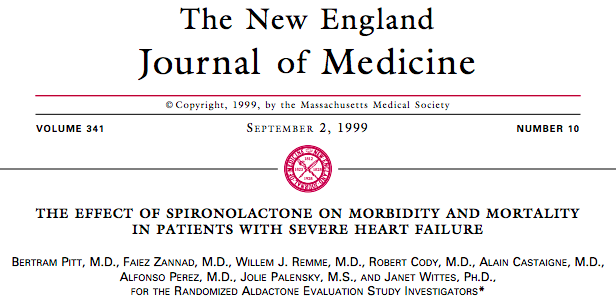 The New England
Journal of Medicine
© Copyright, 1999, by the Massachusetts Medical Society
VOLUME 341
SEPTEMBER 2, 1999
NUMBER 10
THE EFFECT OF SPIRONOLACTONE ON MORBIDITY AND MORTALITY
IN PATIENTS WITH SEVERE HEART FAILURE
BERTRAM PITT, M.D., FAIEZ ZANNAD, M.D., WILLEM J. REMME, M.D., ROBERT CODY, M.D., ALAIN CASTAIGNE, M.D.,
ALFONSO PEREZ, M.D., JOLIE PALENSKY, M.S., AND JANET WITTES, PH.D.,
FOR THE RANDOMIZED ALDACTONE EVALUATION STUDY INVESTIGATORS*